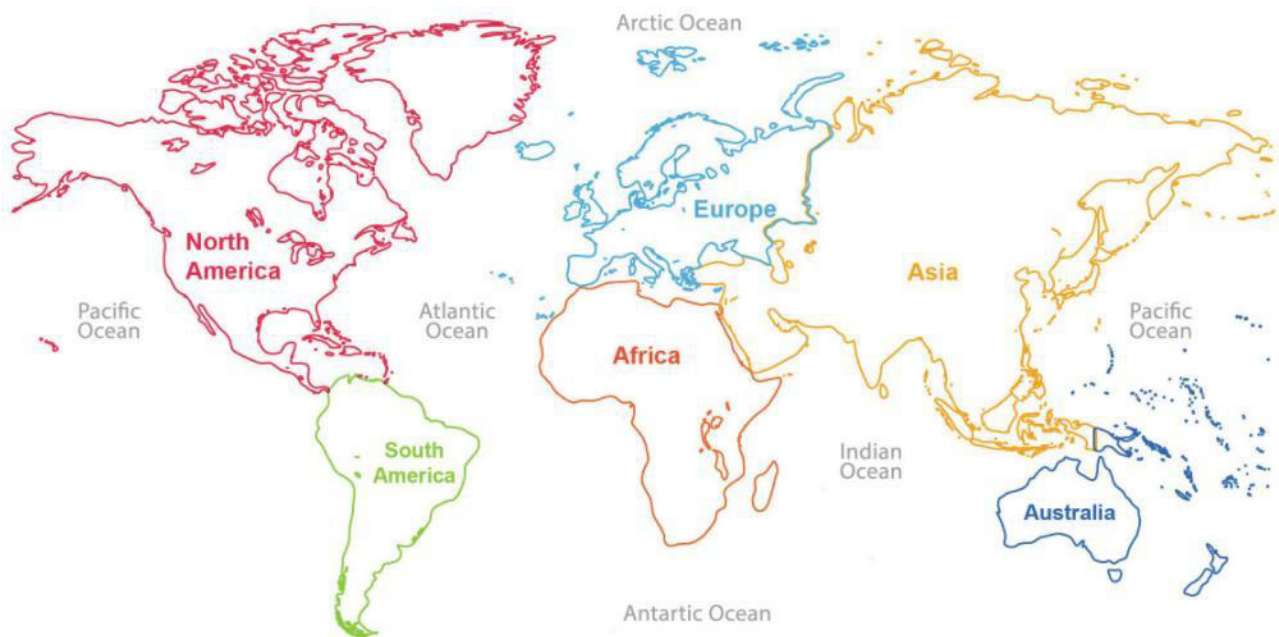 Arctic Ocean
Europe
North
America
Asia
Pacific
Ocean
Atlantic
Ocean
Pacific
Ocean
Africa
South
America
Indian
Ocean
Australia
Antartic Ocean